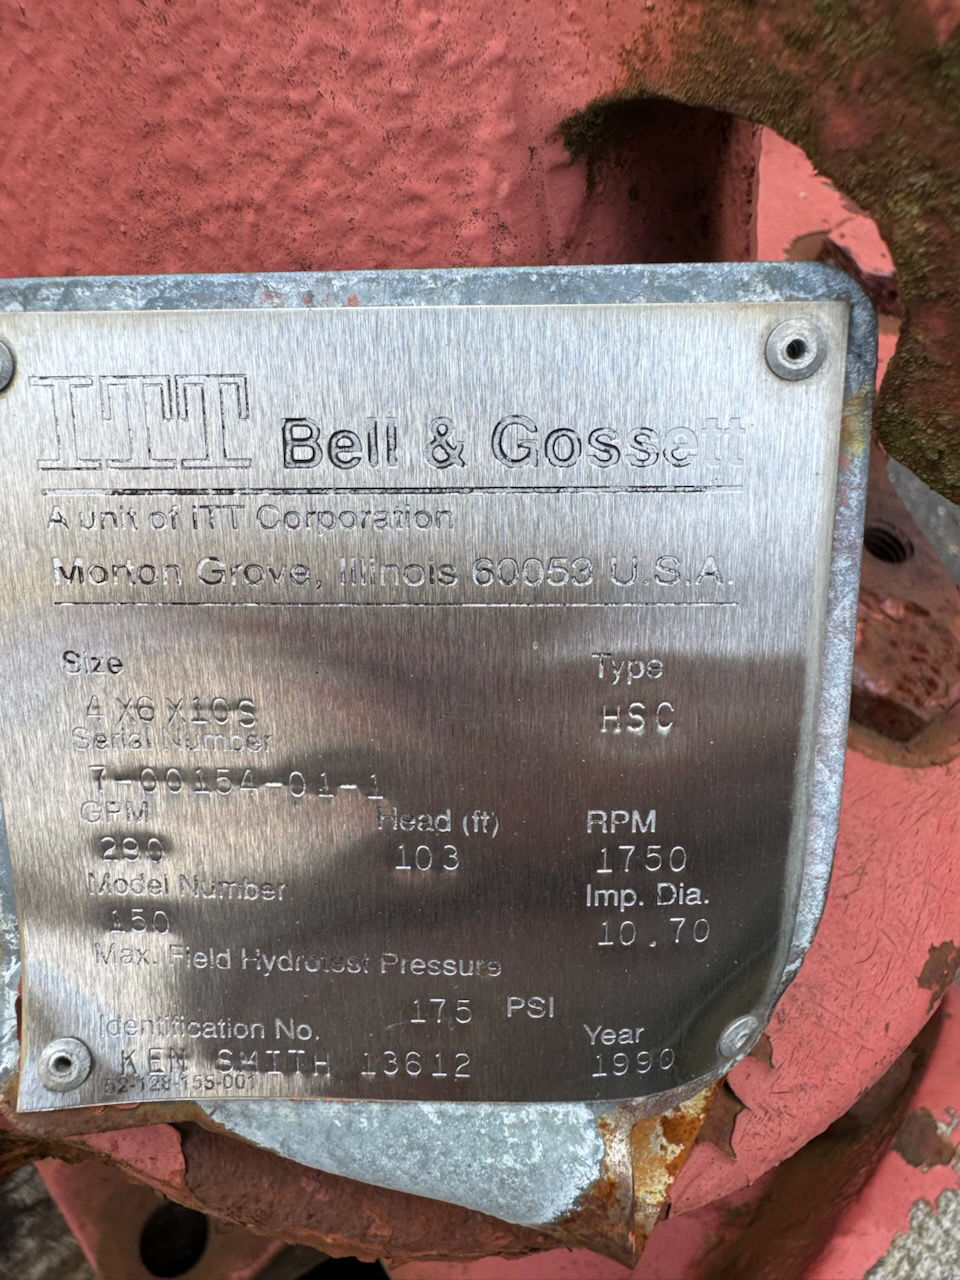 ITT Bell & Gossett
A unit of ITT Corporation
Morton Grove, Illinois 60053 U.S.A.
Size Type
4X6X10S HSC
Serial Number
7-00154-01-1
GPM Head (ft) RPM
290 103 1750
Model Number Imp. Dia.
150 10.70
Max. Field Hydrotest Pressure
175 PSI
Identification No. Year
KEN SMITH 13612 1990
52-128-155-001